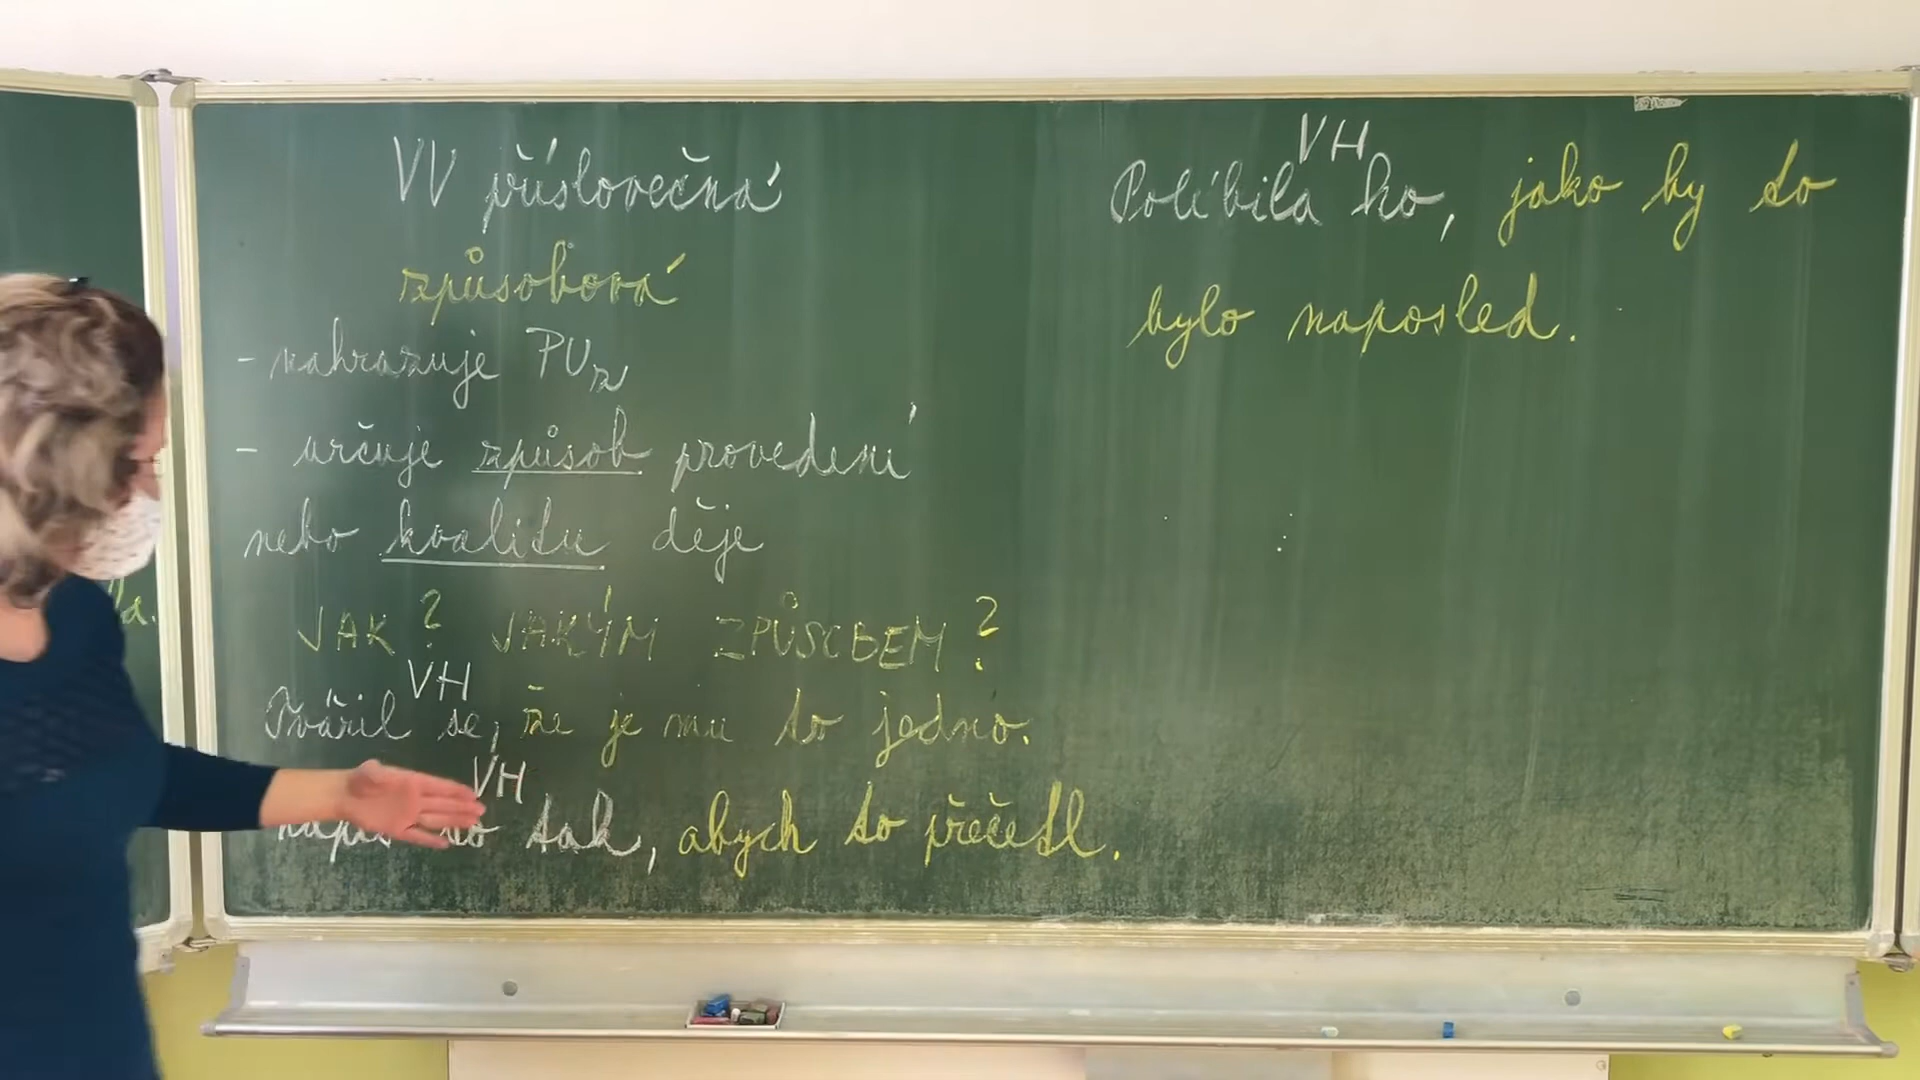 VV příslovečná
způsobová
- nahrazuje PUz
- určuje způsob provedení
nebo kvalitu děje
JAK? JAKÝM ZPŮSOBEM?
VH
Tvářil se, že je mu to jedno.
VH
to tak, abych to přečetl.
VH
Políbila ho, jako by to
bylo naposled.